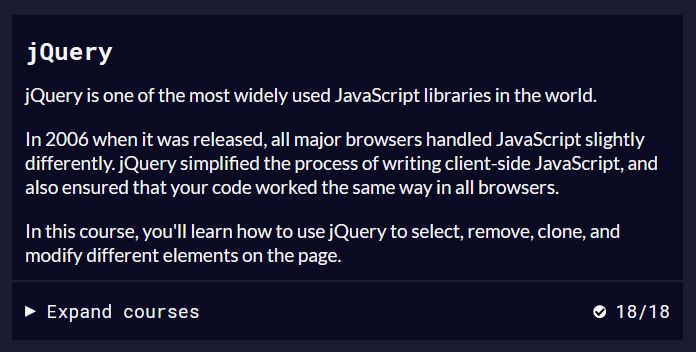 jQuery
jQuery is one of the most widely used JavaScript libraries in the world.
In 2006 when it was released, all major browsers handled JavaScript slightly
differently. jQuery simplified the process of writing client-side JavaScript, and
also ensured that your code worked the same way in all browsers.
In this course, you'll learn how to use jQuery to select, remove, clone, and
modify different elements on the page.
Expand courses 18/18